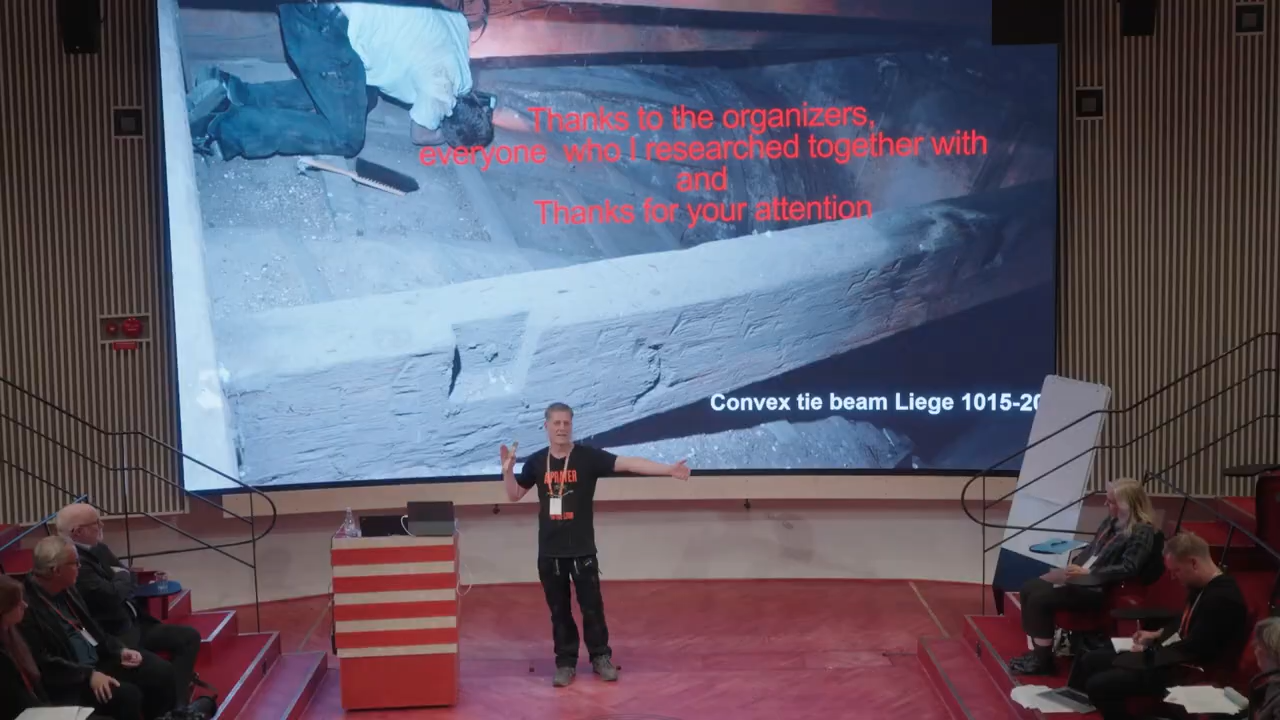 Thanks to the organizers,
everyone who I researched together with
and
Thanks for your attention
Convex tie beam Liege 1015-20